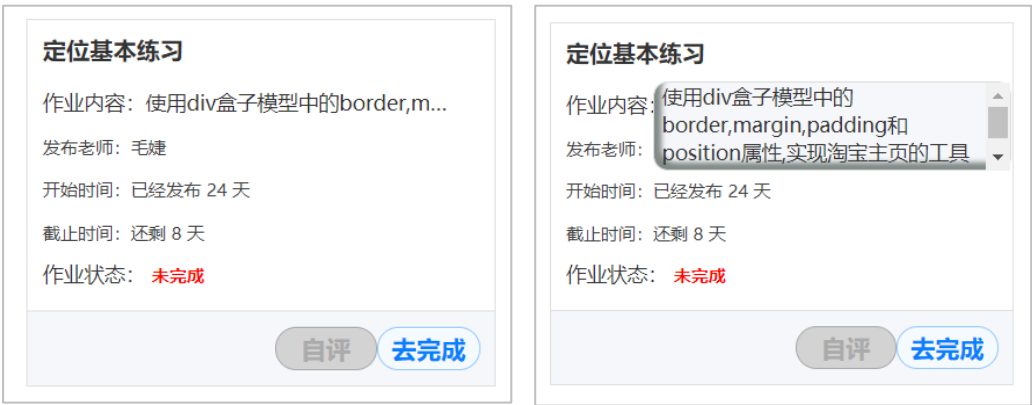 定位基本练习
作业内容：使用div盒子模型中的border,m...
发布老师：毛婕
开始时间：已经发布 24 天
截止时间：还剩 8 天
作业状态： 未完成
自评 去完成
定位基本练习
作业内容: 使用div盒子模型中的
border,margin,padding和
发布老师： position属性,实现淘宝主页的工具
开始时间：已经发布 24 天
截止时间：还剩 8 天
作业状态： 未完成
自评 去完成